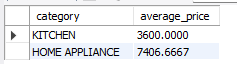 category average_price
KITCHEN 3600.0000
HOME APPLIANCE 7406.6667